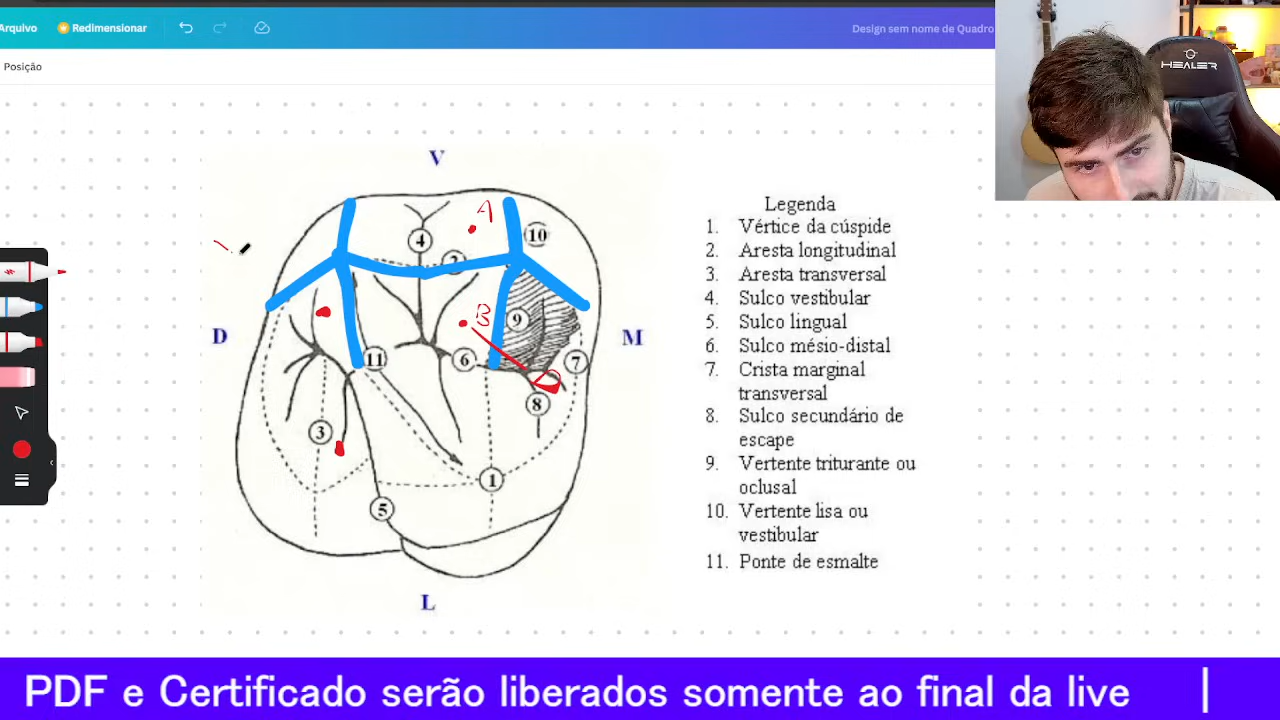 Arquivo
Redimensionar
Design sem nome de Quadro
HEALER
Posição
V
A
4
10
2
D
B
9
M
11
6
7
8
3
1
5
L
Legenda
1. Vértice da cúspide
2. Aresta longitudinal
3. Aresta transversal
4. Sulco vestibular
5. Sulco lingual
6. Sulco mésio-distal
7. Crista marginal
transversal
8. Sulco secundário de
escape
9. Vertente triturante ou
oclusal
10. Vertente lisa ou
vestibular
11. Ponte de esmalte
PDF e Certificado serão liberados somente ao final da live |